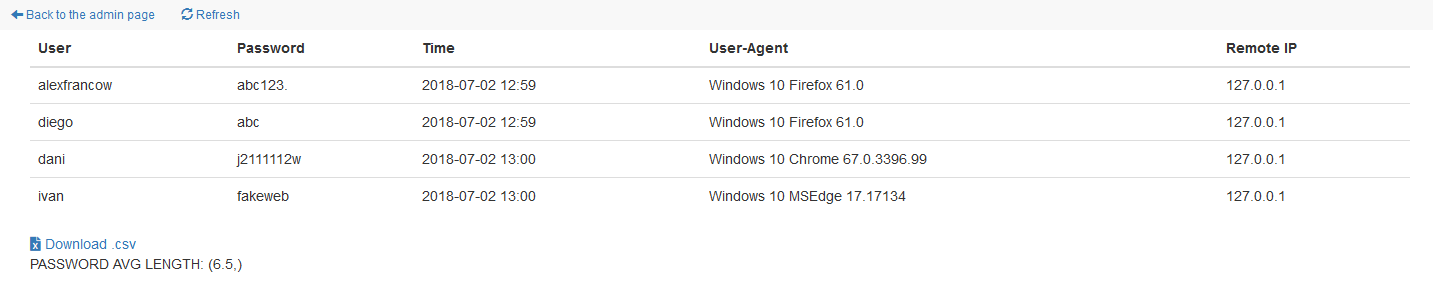 Back to the admin page Refresh
User Password Time User-Agent Remote IP
alexfrancow abc123. 2018-07-02 12:59 Windows 10 Firefox 61.0 127.0.0.1
diego abc 2018-07-02 12:59 Windows 10 Firefox 61.0 127.0.0.1
dani j2111112w 2018-07-02 13:00 Windows 10 Chrome 67.0.3396.99 127.0.0.1
ivan fakeweb 2018-07-02 13:00 Windows 10 MSEdge 17.17134 127.0.0.1
Download .csv
PASSWORD AVG LENGTH: (6.5,)